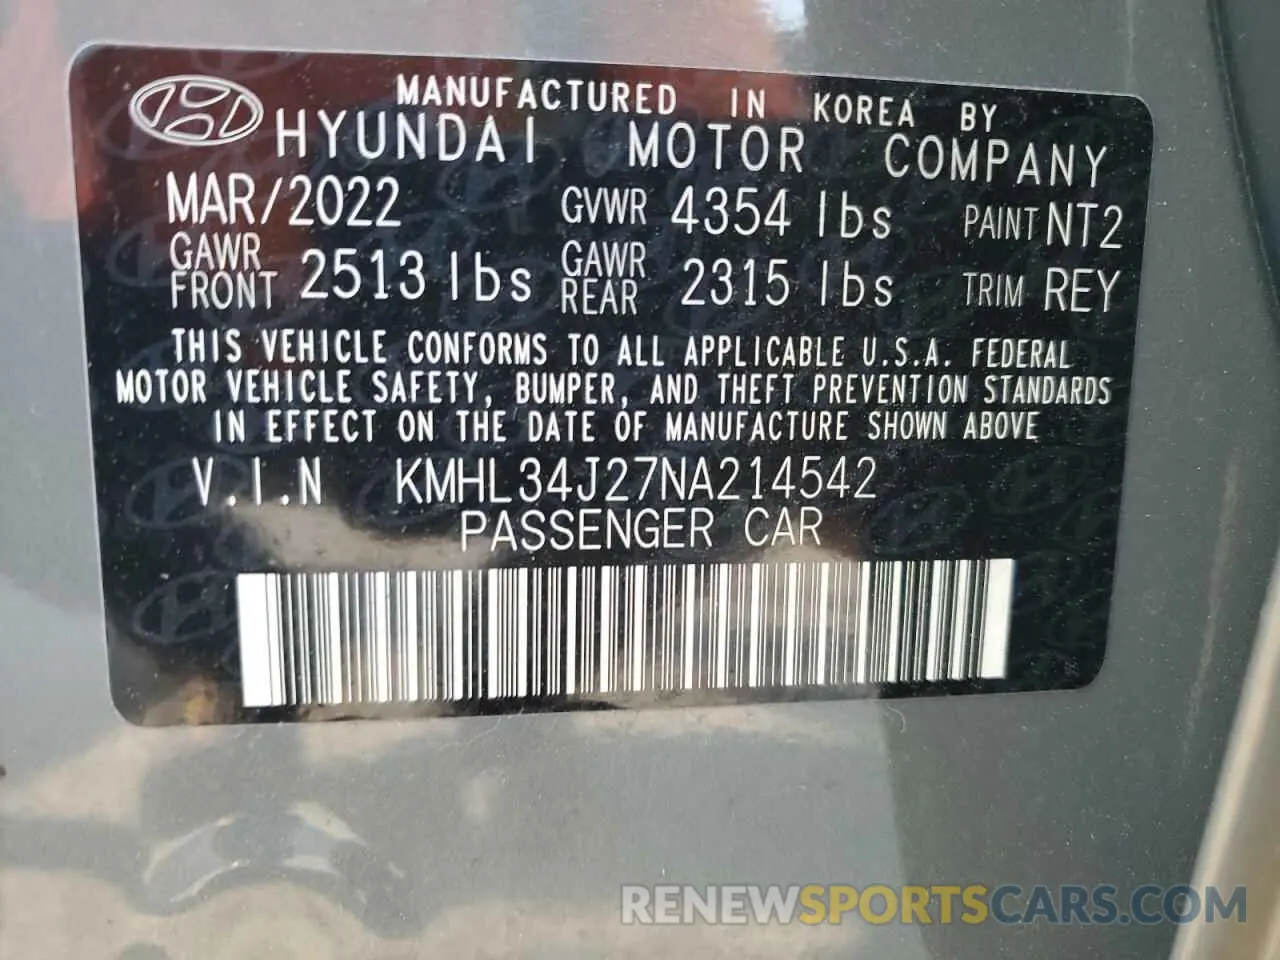 MANUFACTURED IN KOREA BY
HYUNDAI MOTOR COMPANY
MAR/2022 GVWR 4354 lbs PAINT NT2
GAWR FRONT 2513 lbs GAWR REAR 2315 lbs TRIM REY
THIS VEHICLE CONFORMS TO ALL APPLICABLE U.S.A. FEDERAL
MOTOR VEHICLE SAFETY, BUMPER, AND THEFT PREVENTION STANDARDS
IN EFFECT ON THE DATE OF MANUFACTURE SHOWN ABOVE
V.I.N KMHL34J27NA214542
PASSENGER CAR
RENEWSPORTSCARS.COM